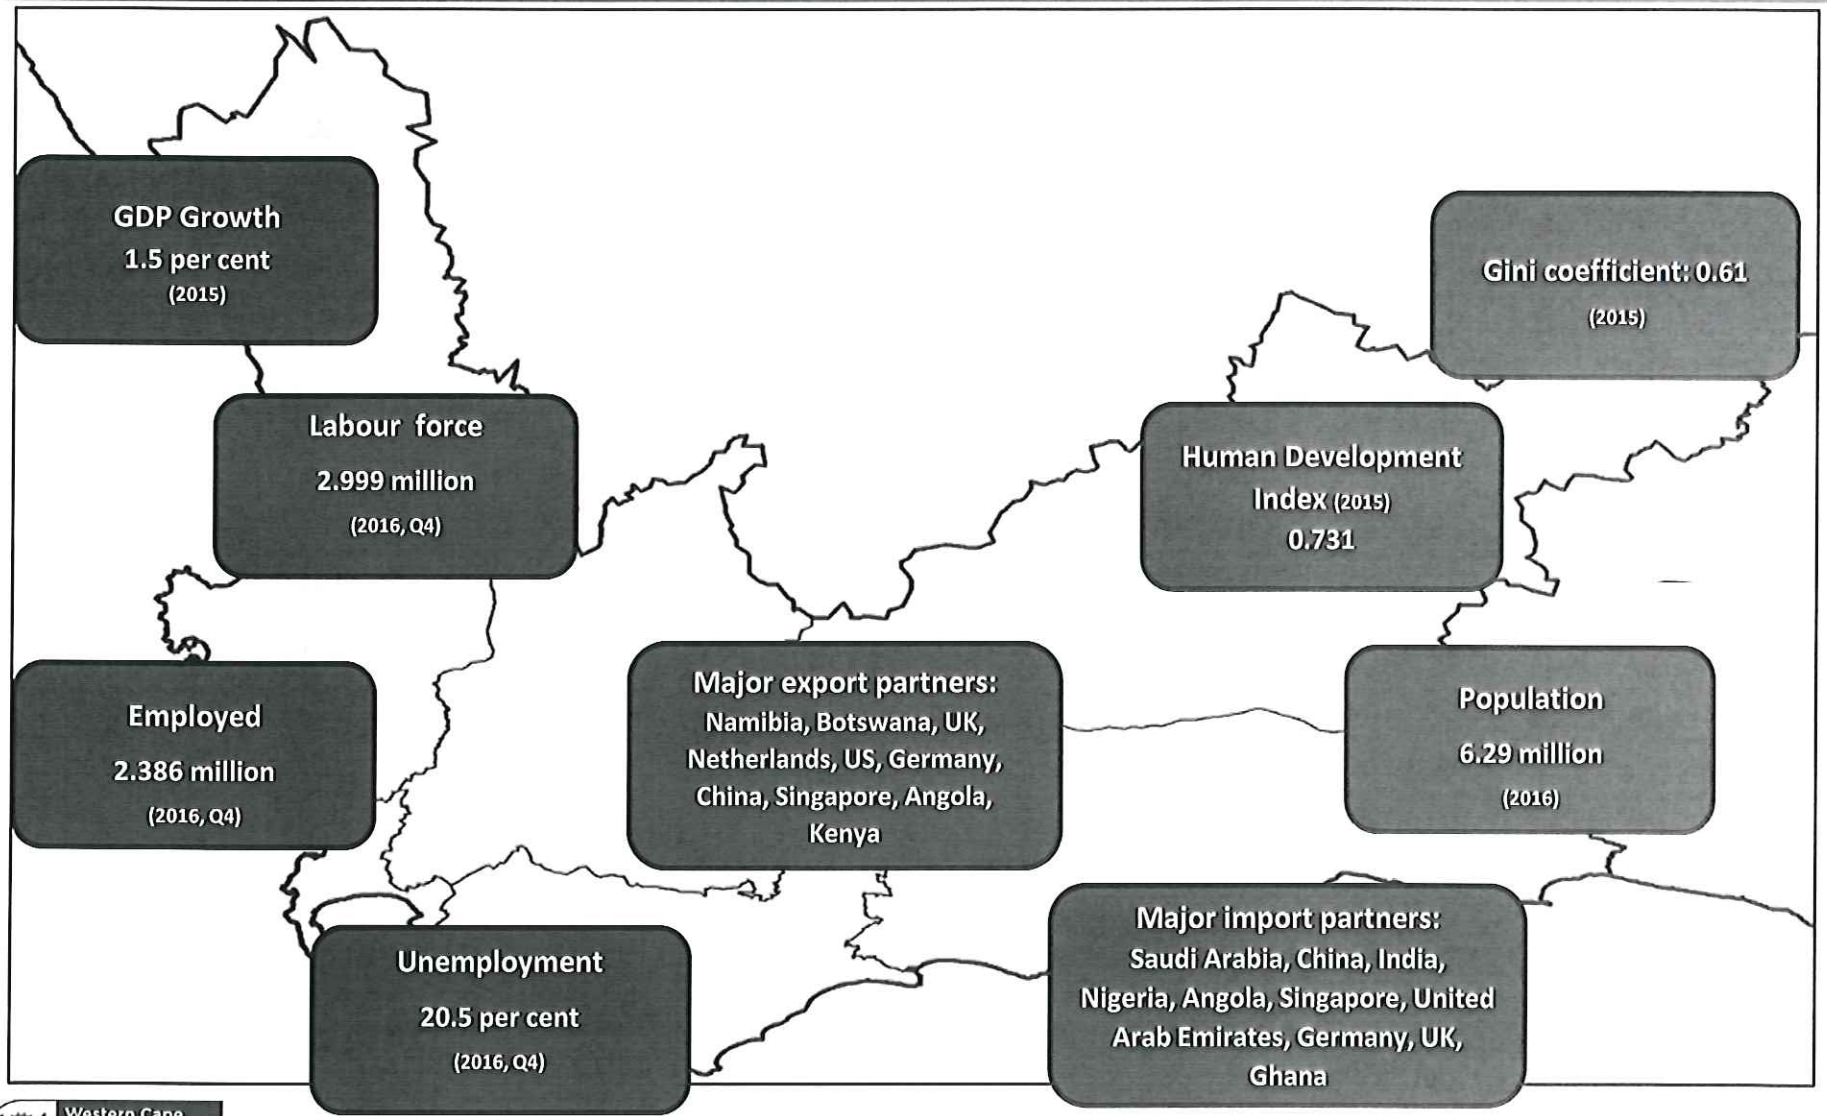 GDP Growth
1.5 per cent
(2015)
Gini coefficient: 0.61
(2015)
Labour force
2.999 million
(2016, Q4)
Human Development
Index (2015)
0.731
Employed
2.386 million
(2016, Q4)
Major export partners:
Namibia, Botswana, UK,
Netherlands, US, Germany,
China, Singapore, Angola,
Kenya
Population
6.29 million
(2016)
Unemployment
20.5 per cent
(2016, Q4)
Major import partners:
Saudi Arabia, China, India,
Nigeria, Angola, Singapore, United
Arab Emirates, Germany, UK,
Ghana
Western Cape